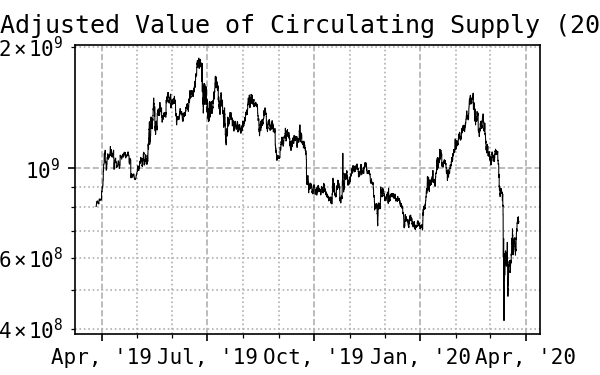 Adjusted Value of Circulating Supply (20
2×10⁹
10⁹
6×10⁸
4×10⁸
Apr, '19 Jul, '19 Oct, '19 Jan, '20 Apr, '20